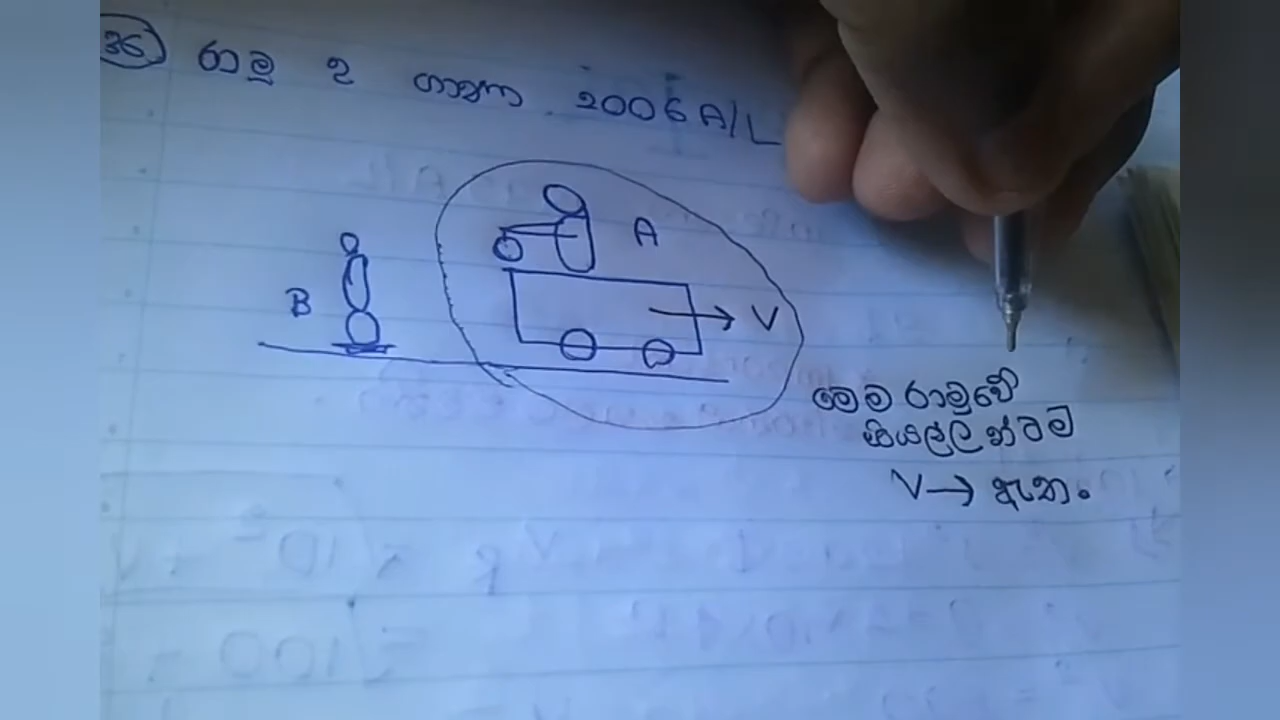 36 රාමු 2 ගානා 2006 A/L
A
B
V
මෙම රාමුවේ
සියල්ලන්ටම
V→ ඇත.